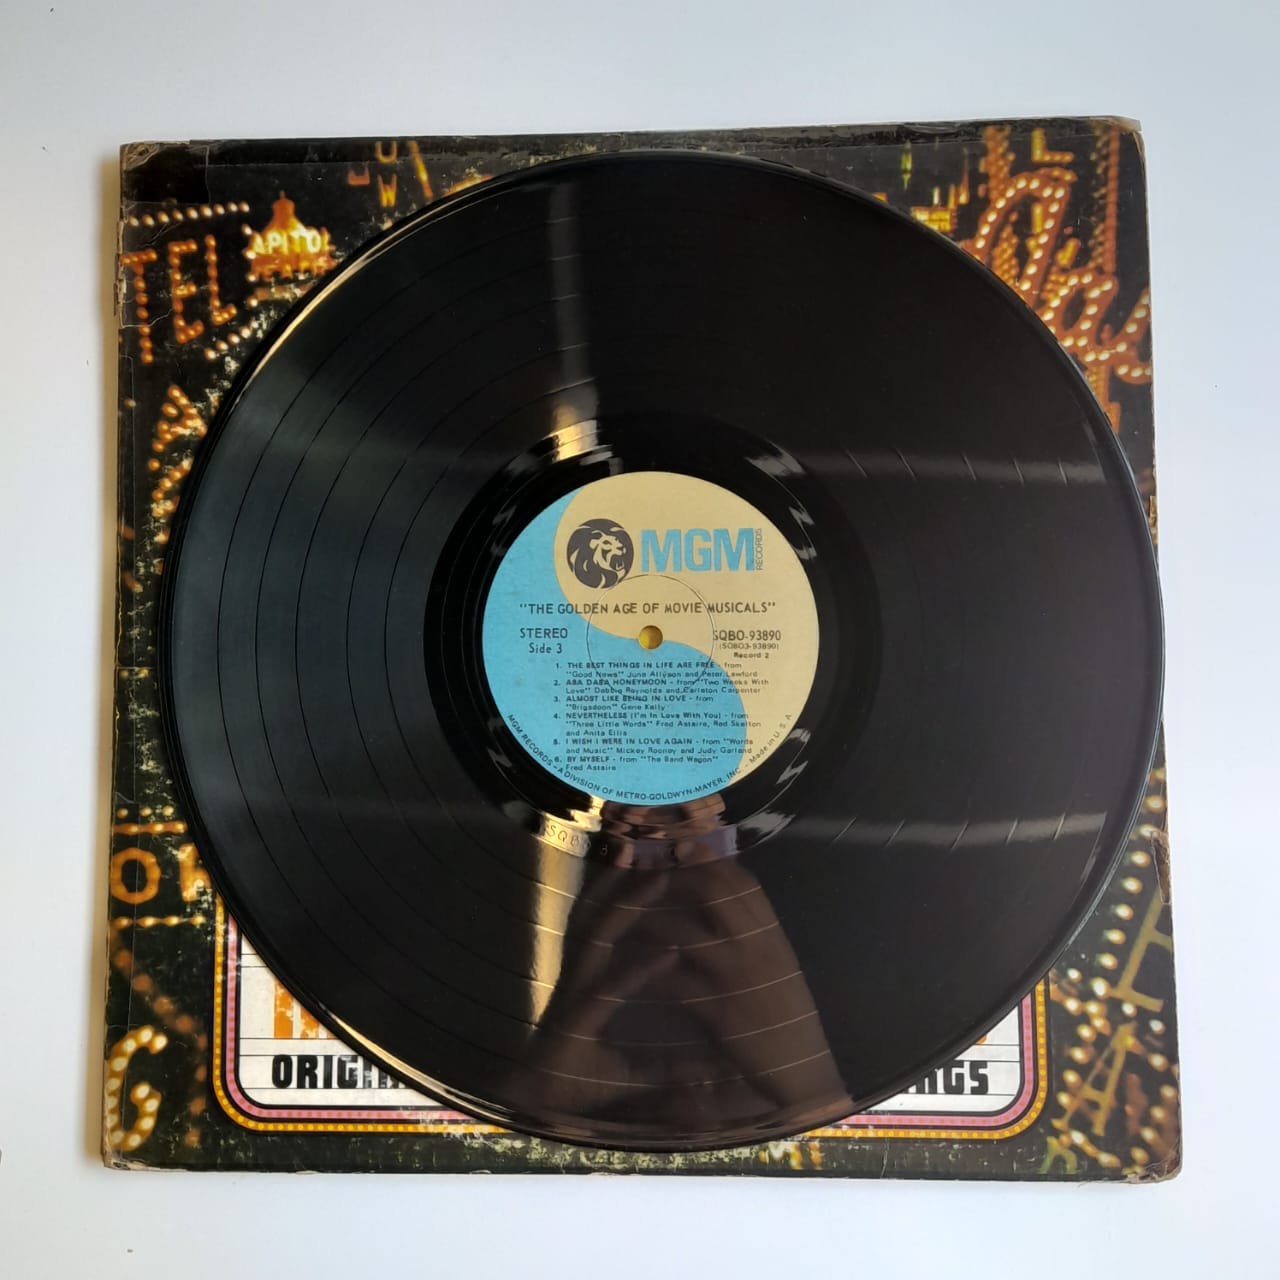 TEL
APITOL
MGM
RECORDS
"THE GOLDEN AGE OF MOVIE MUSICALS"
STEREO
Side 3
SQBO-93890
(SQBO3-93890)
Record 2
1. THE BEST THINGS IN LIFE ARE FREE - from
"Good News" June Allyson and Peter Lawford
2. ABA DABA HONEYMOON - from "Two Weeks With
Love" Debbie Reynolds and Carleton Carpenter
3. ALMOST LIKE BEING IN LOVE - from
"Brigadoon" Gene Kelly
4. NEVERTHELESS (I'm In Love With You) - from
"Three Little Words" Fred Astaire, Red Skelton
and Anita Ellis
5. I WISH I WERE IN LOVE AGAIN - from "Words
and Music" Mickey Rooney and Judy Garland
6. BY MYSELF - from "The Band Wagon"
Fred Astaire
MGM RECORDS - A DIVISION OF METRO-GOLDWYN-MAYER, INC. - Made in U.S.A
ORIGI
NGS